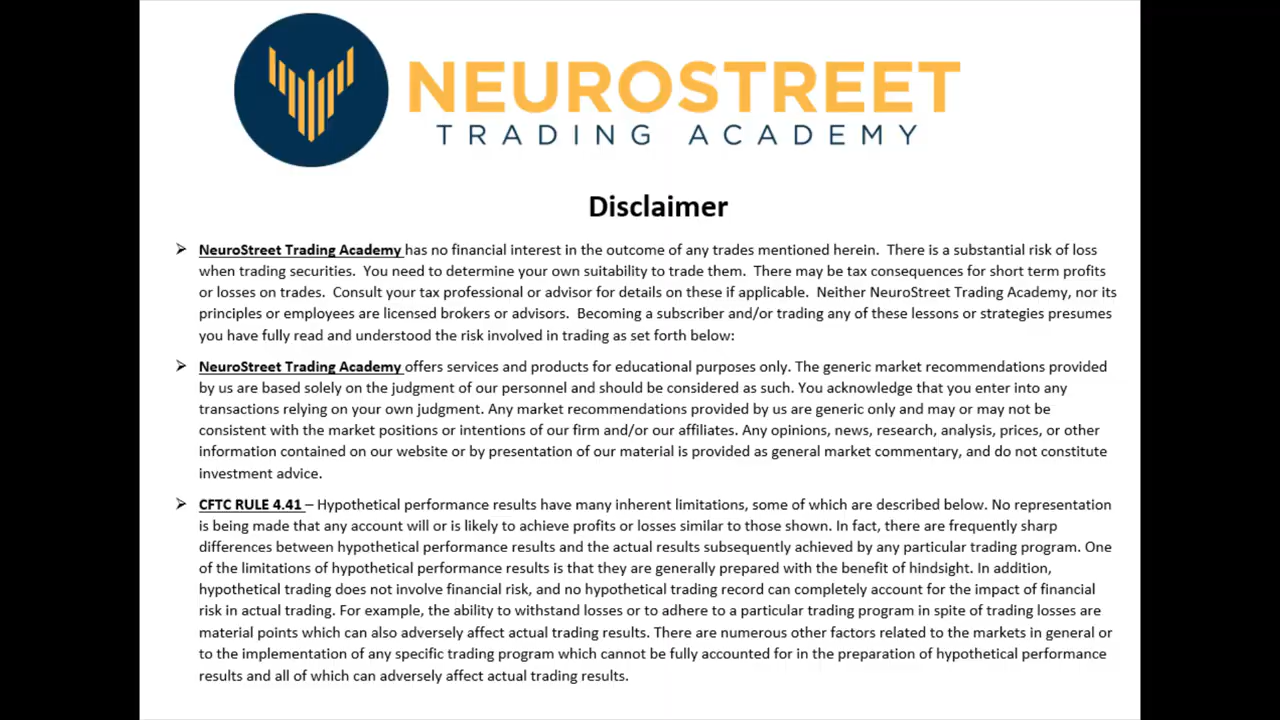 NEUROSTREET
TRADING ACADEMY
Disclaimer
➢ NeuroStreet Trading Academy has no financial interest in the outcome of any trades mentioned herein.  There is a substantial risk of loss
when trading securities.  You need to determine your own suitability to trade them.  There may be tax consequences for short term profits
or losses on trades.  Consult your tax professional or advisor for details on these if applicable.  Neither NeuroStreet Trading Academy, nor its
principles or employees are licensed brokers or advisors.  Becoming a subscriber and/or trading any of these lessons or strategies presumes
you have fully read and understood the risk involved in trading as set forth below:
➢ NeuroStreet Trading Academy offers services and products for educational purposes only. The generic market recommendations provided
by us are based solely on the judgment of our personnel and should be considered as such. You acknowledge that you enter into any
transactions relying on your own judgment. Any market recommendations provided by us are generic only and may or may not be
consistent with the market positions or intentions of our firm and/or our affiliates. Any opinions, news, research, analysis, prices, or other
information contained on our website or by presentation of our material is provided as general market commentary, and do not constitute
investment advice.
➢ CFTC RULE 4.41 – Hypothetical performance results have many inherent limitations, some of which are described below. No representation
is being made that any account will or is likely to achieve profits or losses similar to those shown. In fact, there are frequently sharp
differences between hypothetical performance results and the actual results subsequently achieved by any particular trading program. One
of the limitations of hypothetical performance results is that they are generally prepared with the benefit of hindsight. In addition,
hypothetical trading does not involve financial risk, and no hypothetical trading record can completely account for the impact of financial
risk in actual trading. For example, the ability to withstand losses or to adhere to a particular trading program in spite of trading losses are
material points which can also adversely affect actual trading results. There are numerous other factors related to the markets in general or
to the implementation of any specific trading program which cannot be fully accounted for in the preparation of hypothetical performance
results and all of which can adversely affect actual trading results.